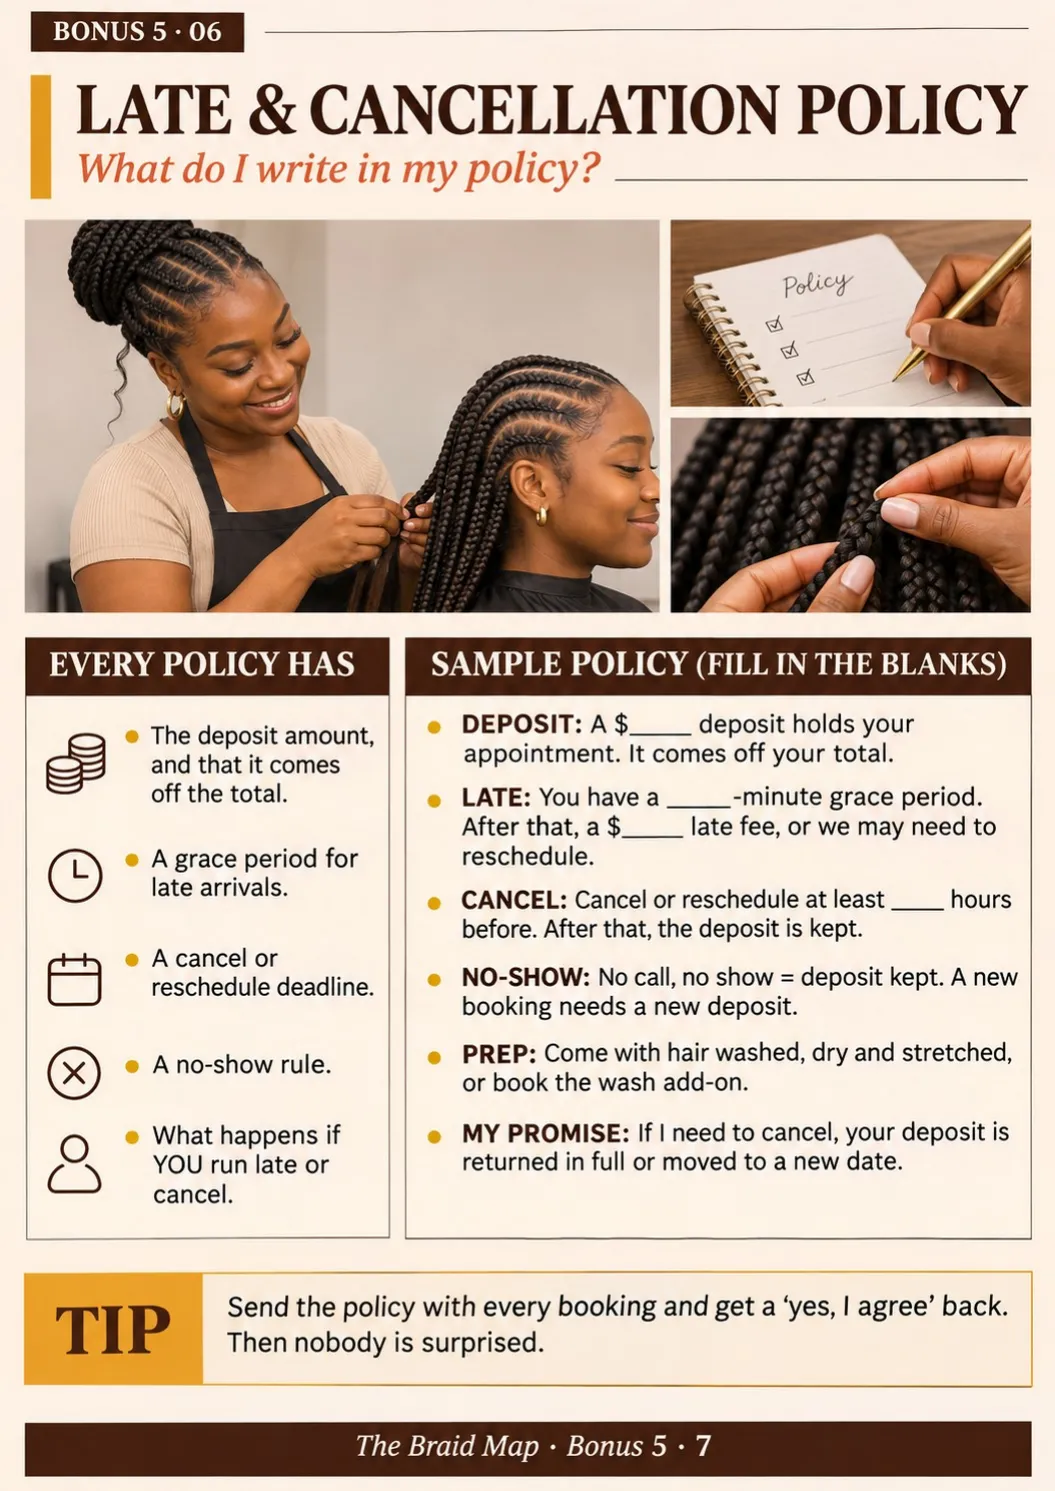 BONUS 5 · 06
LATE & CANCELLATION POLICY
What do I write in my policy?
Policy
EVERY POLICY HAS
The deposit amount,
and that it comes
off the total.
A grace period for
late arrivals.
A cancel or
reschedule deadline.
A no-show rule.
What happens if
YOU run late or
cancel.
SAMPLE POLICY (FILL IN THE BLANKS)
DEPOSIT: A $_____ deposit holds your
appointment. It comes off your total.
LATE: You have a _____-minute grace period.
After that, a $_____ late fee, or we may need to
reschedule.
CANCEL: Cancel or reschedule at least ____ hours
before. After that, the deposit is kept.
NO-SHOW: No call, no show = deposit kept. A new
booking needs a new deposit.
PREP: Come with hair washed, dry and stretched,
or book the wash add-on.
MY PROMISE: If I need to cancel, your deposit is
returned in full or moved to a new date.
TIP
Send the policy with every booking and get a ‘yes, I agree’ back.
Then nobody is surprised.
The Braid Map · Bonus 5 · 7